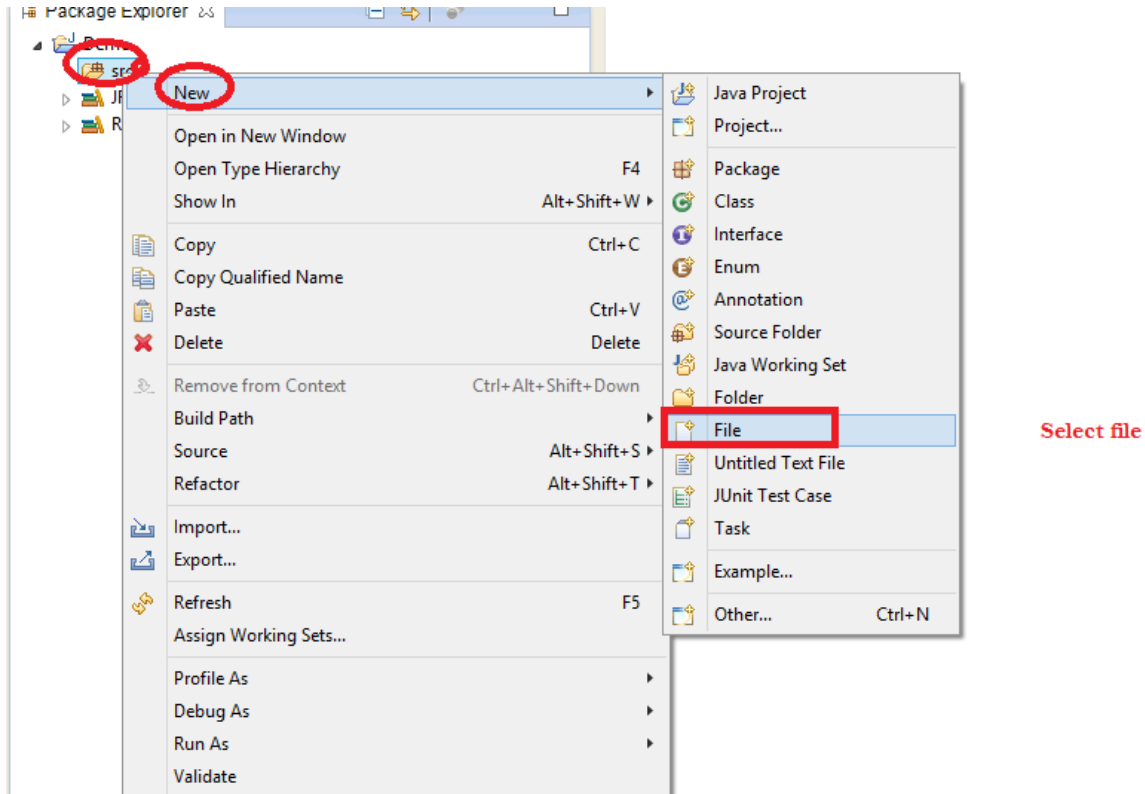 Package Explorer
Demo
src
JR
R
New
Open in New Window
Open Type Hierarchy F4
Show In Alt+Shift+W
Copy Ctrl+C
Copy Qualified Name
Paste Ctrl+V
Delete Delete
Remove from Context Ctrl+Alt+Shift+Down
Build Path
Source Alt+Shift+S
Refactor Alt+Shift+T
Import...
Export...
Refresh F5
Assign Working Sets...
Profile As
Debug As
Run As
Validate
Java Project
Project...
Package
Class
Interface
Enum
Annotation
Source Folder
Java Working Set
Folder
File
Untitled Text File
JUnit Test Case
Task
Example...
Other... Ctrl+N
Select file